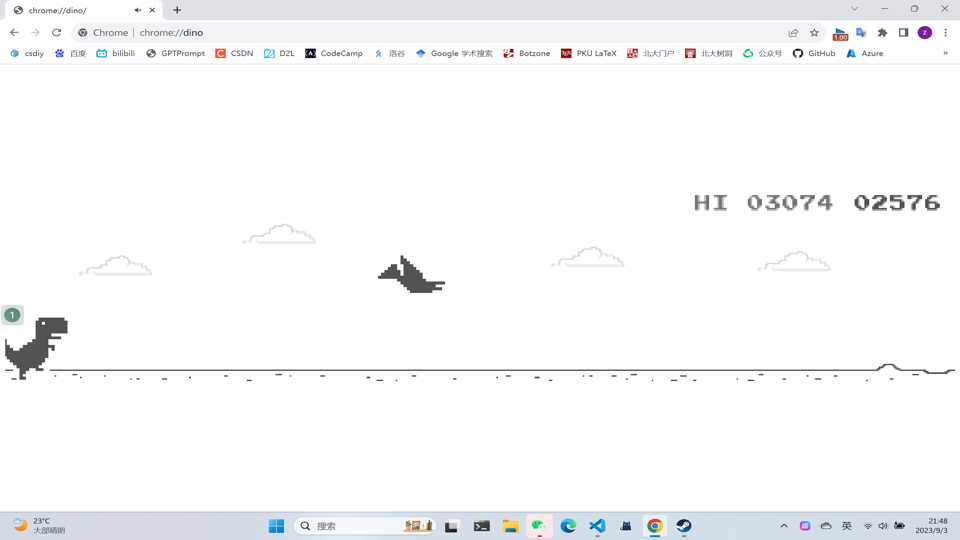 chrome://dino/
Chrome | chrome://dino
1.00
z
csdiy 百度 bilibili GPTPrompt CSDN D2L CodeCamp 洛谷 Google 学术搜索 Botzone PKU LaTeX 北大门户 北大树洞 公众号 GitHub Azure »
HI 03074 02576
1
23°C
大部晴朗
搜索
英
21:48
2023/9/3